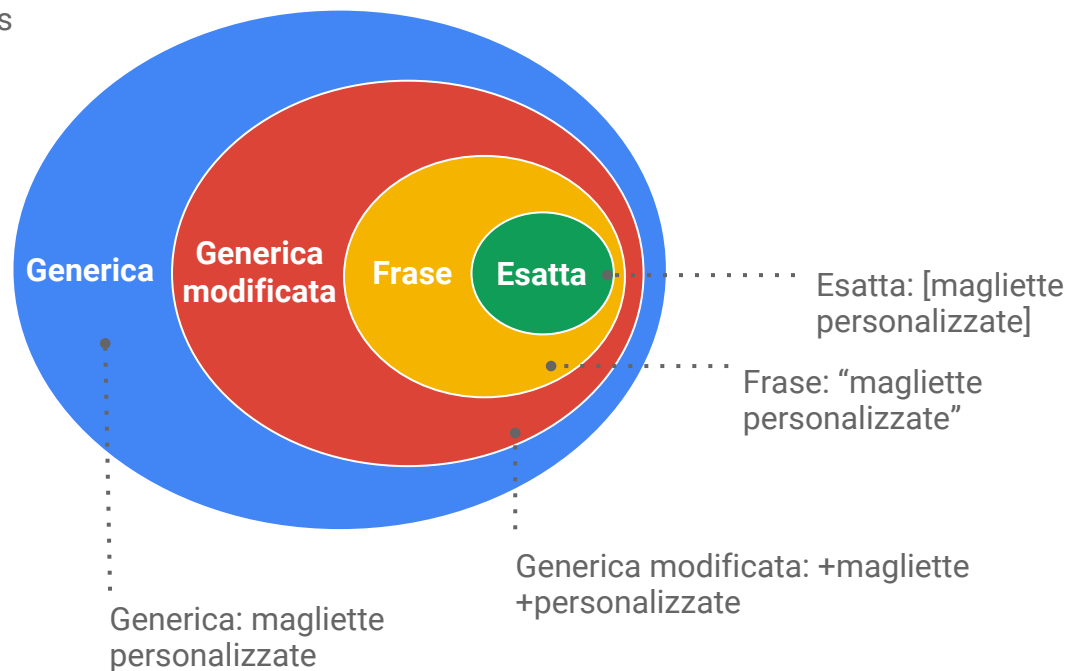 s
Generica
Generica
modificata
Frase
Esatta
Esatta: [magliette
personalizzate]
Frase: “magliette
personalizzate”
Generica modificata: +magliette
+personalizzate
Generica: magliette
personalizzate